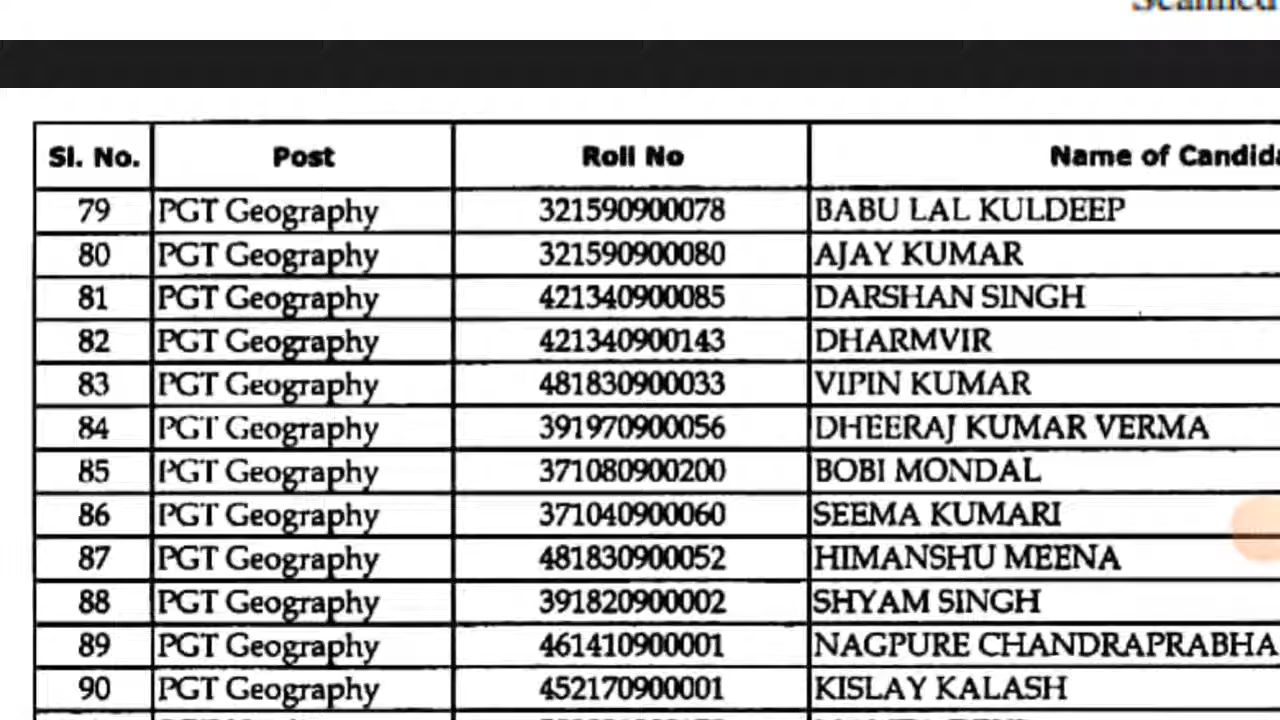 Scanned
Sl. No. Post Roll No Name of Candida
79 PGT Geography 321590900078 BABU LAL KULDEEP
80 PGT Geography 321590900080 AJAY KUMAR
81 PGT Geography 421340900085 DARSHAN SINGH
82 PGT Geography 421340900143 DHARMVIR
83 PGT Geography 481830900033 VIPIN KUMAR
84 PGT Geography 391970900056 DHEERAJ KUMAR VERMA
85 PGT Geography 371080900200 BOBI MONDAL
86 PGT Geography 371040900060 SEEMA KUMARI
87 PGT Geography 481830900052 HIMANSHU MEENA
88 PGT Geography 391820900002 SHYAM SINGH
89 PGT Geography 461410900001 NAGPURE CHANDRAPRABHA
90 PGT Geography 452170900001 KISLAY KALASH